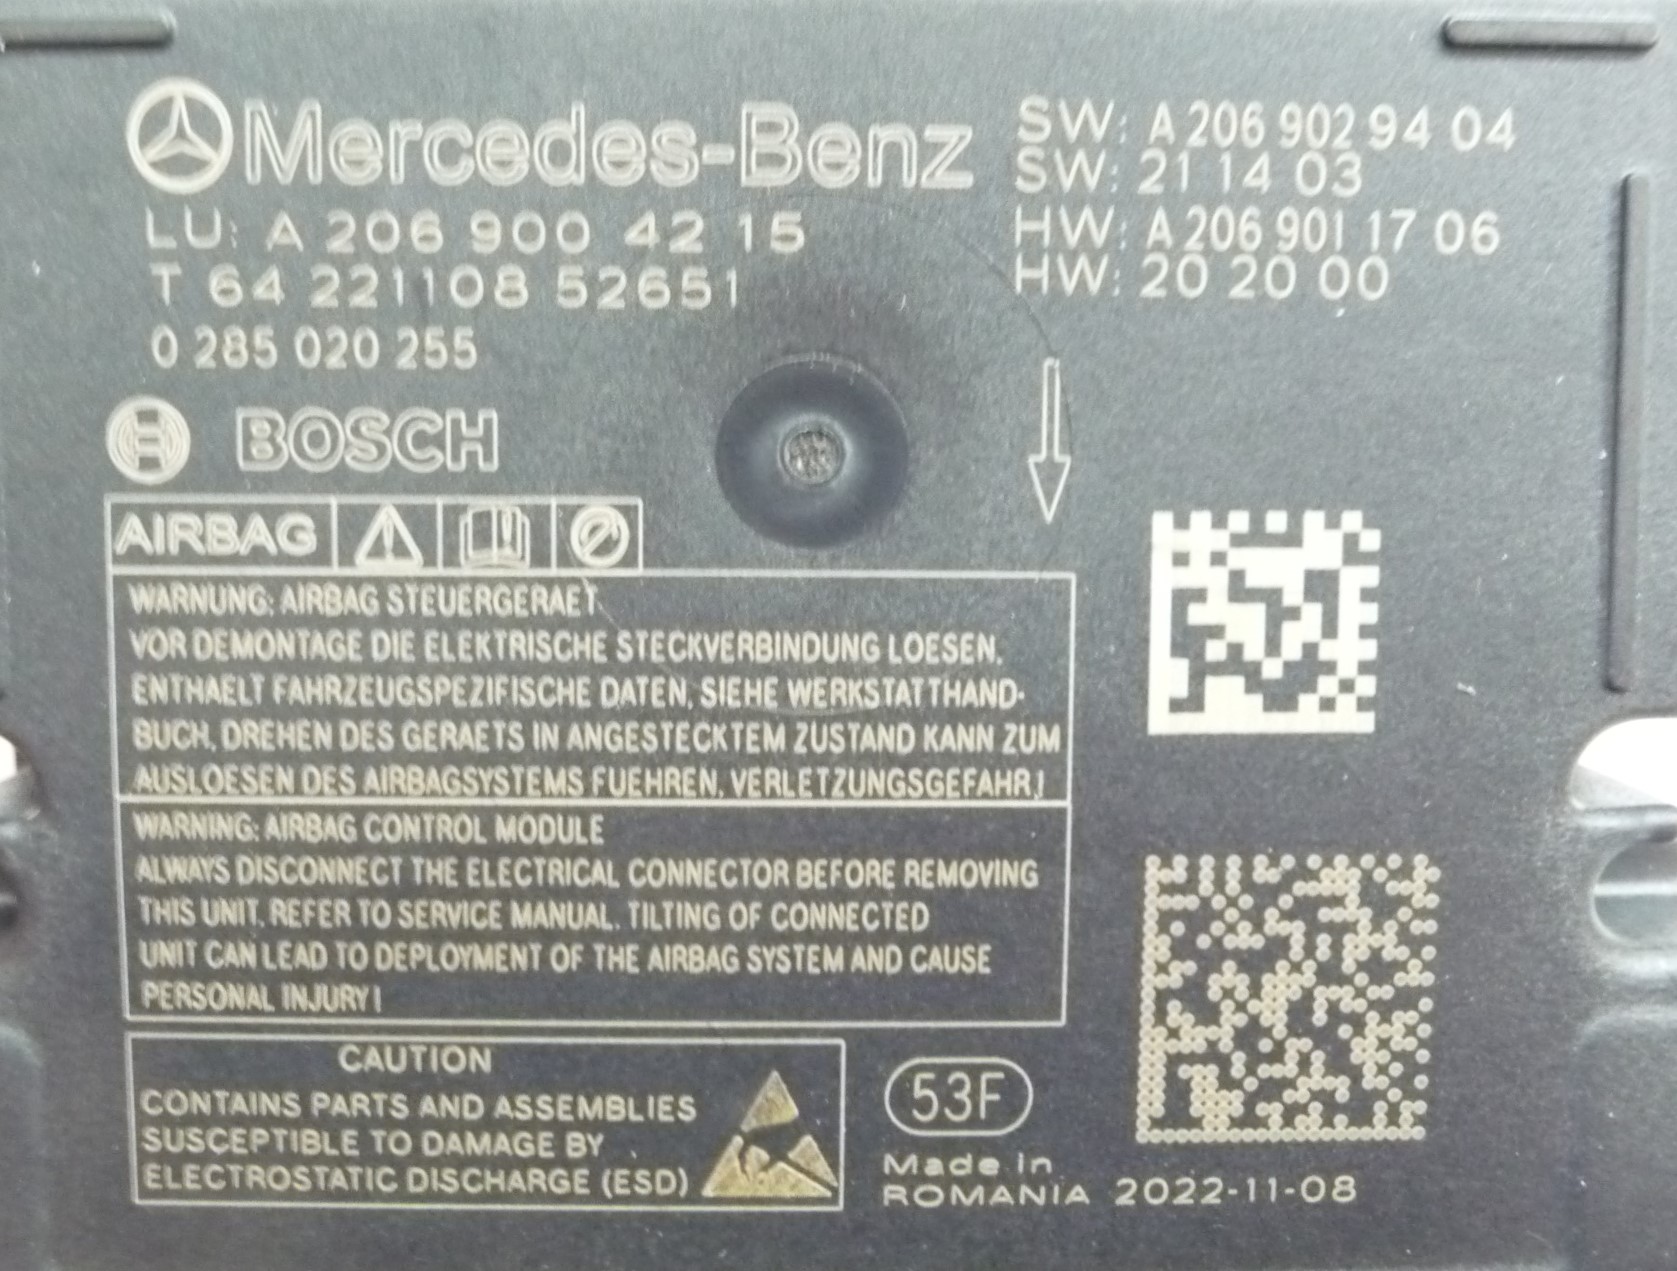 Mercedes-Benz
LU: A 206 900 42 15
T 64 221108 52651
0 285 020 255
SW: A 206 902 94 04
SW: 21 14 03
HW: A 206 901 17 06
HW: 20 20 00
BOSCH
AIRBAG
WARNUNG: AIRBAG STEUERGERAET
VOR DEMONTAGE DIE ELEKTRISCHE STECKVERBINDUNG LOESEN.
ENTHAELT FAHRZEUGSPEZIFISCHE DATEN, SIEHE WERKSTATTHAND-
BUCH. DREHEN DES GERAETS IN ANGESTECKTEM ZUSTAND KANN ZUM
AUSLOESEN DES AIRBAGSYSTEMS FUEHREN. VERLETZUNGSGEFAHR!
WARNING: AIRBAG CONTROL MODULE
ALWAYS DISCONNECT THE ELECTRICAL CONNECTOR BEFORE REMOVING
THIS UNIT. REFER TO SERVICE MANUAL. TILTING OF CONNECTED
UNIT CAN LEAD TO DEPLOYMENT OF THE AIRBAG SYSTEM AND CAUSE
PERSONAL INJURY!
CAUTION
CONTAINS PARTS AND ASSEMBLIES
SUSCEPTIBLE TO DAMAGE BY
ELECTROSTATIC DISCHARGE (ESD)
53F
Made in
ROMANIA 2022-11-08